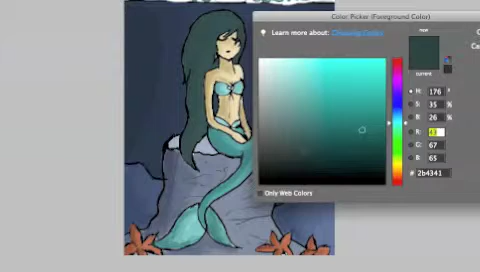 Color Picker (Foreground Color)
new
Learn more about: Choosing Color
current
H: 176 °
S: 35 %
B: 26 %
R: 43
G: 67
B: 65
# 2b4341
Only Web Colors